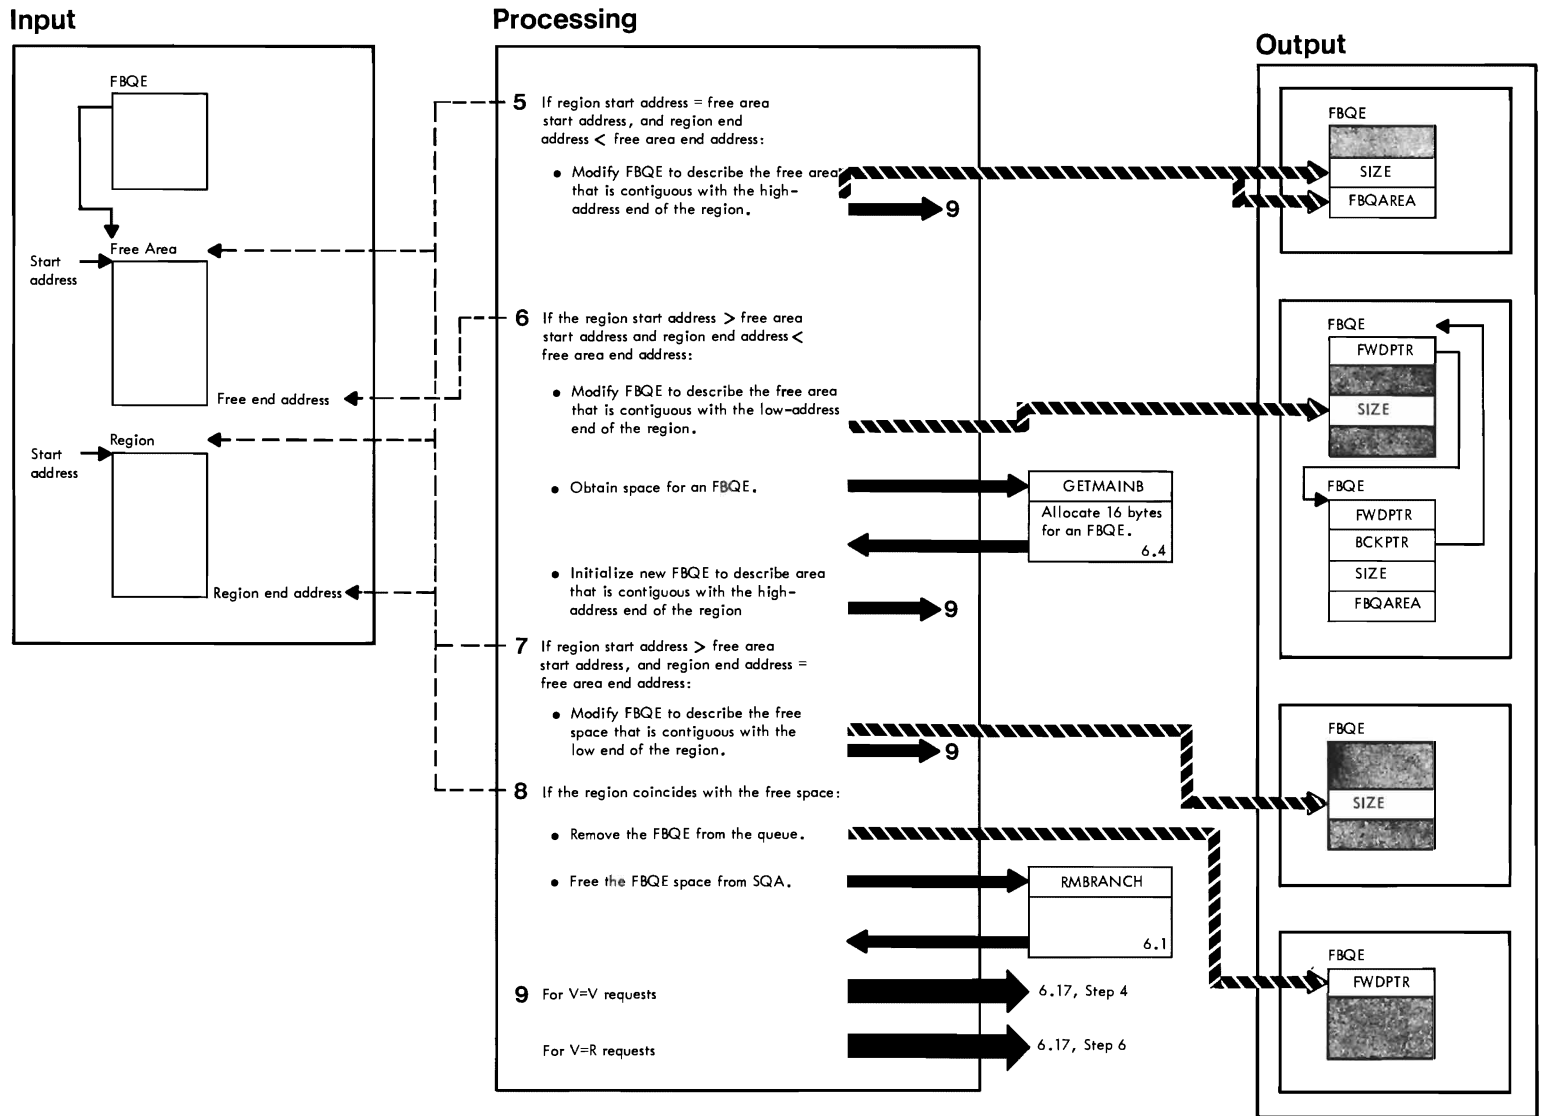 Input
FBQE
Free Area
Start
address
Free end address
Region
Start
address
Region end address
Processing
5 If region start address = free area
start address, and region end
address < free area end address:
• Modify FBQE to describe the free area
that is contiguous with the high-
address end of the region.
9
6 If the region start address > free area
start address and region end address <
free area end address:
• Modify FBQE to describe the free area
that is contiguous with the low-address
end of the region.
• Obtain space for an FBQE.
GETMAINB
Allocate 16 bytes
for an FBQE.
6.4
• Initialize new FBQE to describe area
that is contiguous with the high-
address end of the region
9
7 If region start address > free area
start address, and region end address =
free area end address:
• Modify FBQE to describe the free
space that is contiguous with the
low end of the region.
9
8 If the region coincides with the free space:
• Remove the FBQE from the queue.
• Free the FBQE space from SQA.
RMBRANCH
6.1
9 For V=V requests
6.17, Step 4
For V=R requests
6.17, Step 6
Output
FBQE
SIZE
FBQAREA
FBQE
FWDPTR
SIZE
FBQE
FWDPTR
BCKPTR
SIZE
FBQAREA
FBQE
SIZE
FBQE
FWDPTR